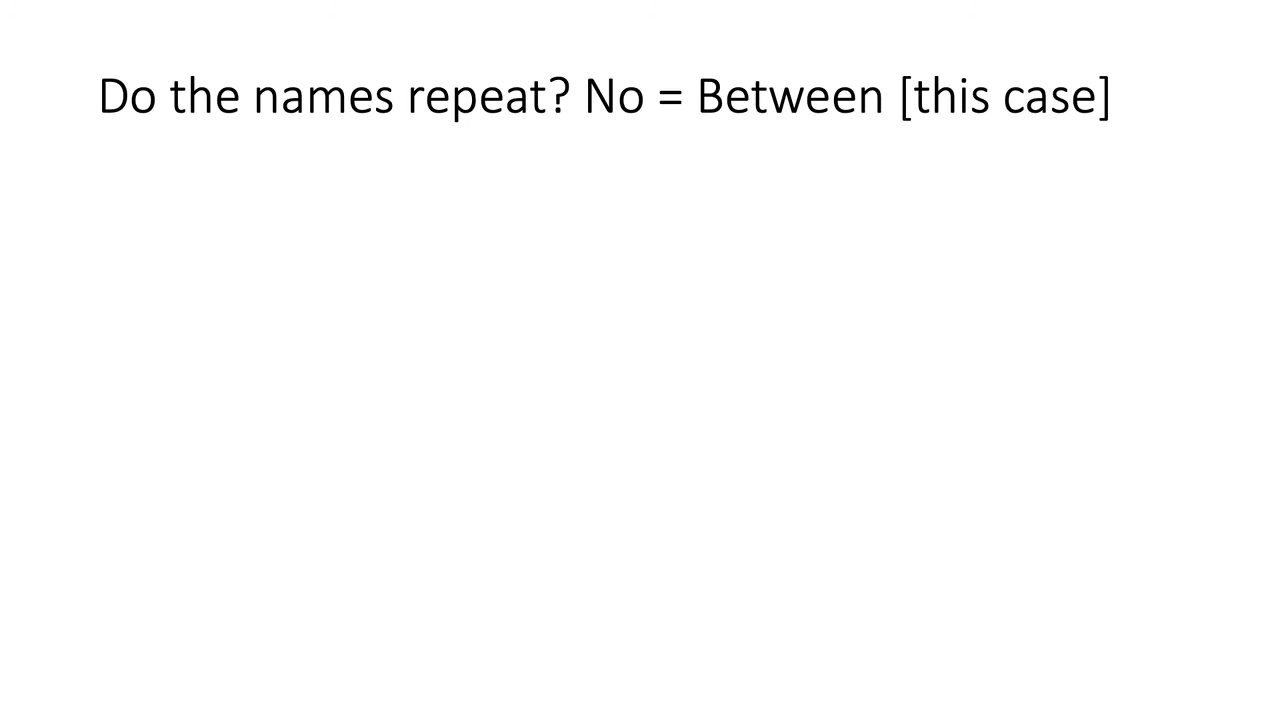 Do the names repeat? No = Between [this case]